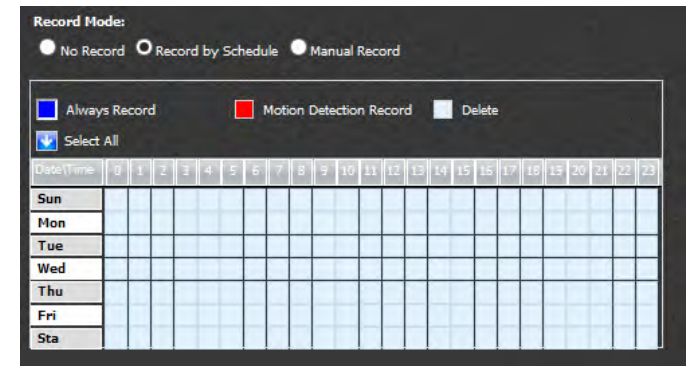 Record Mode:
No Record Record by Schedule Manual Record
Always Record Motion Detection Record Delete
Select All
Date\Time 0 1 2 3 4 5 6 7 8 9 10 11 12 13 14 15 16 17 18 19 20 21 22 23
Sun
Mon
Tue
Wed
Thu
Fri
Sta